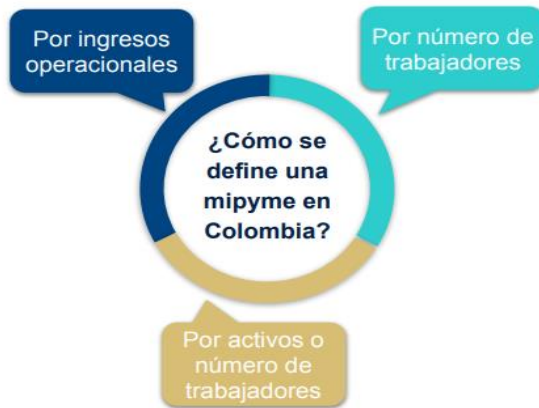 Por ingresos
operacionales
Por número de
trabajadores
¿Cómo se
define una
mipyme en
Colombia?
Por activos o
número de
trabajadores